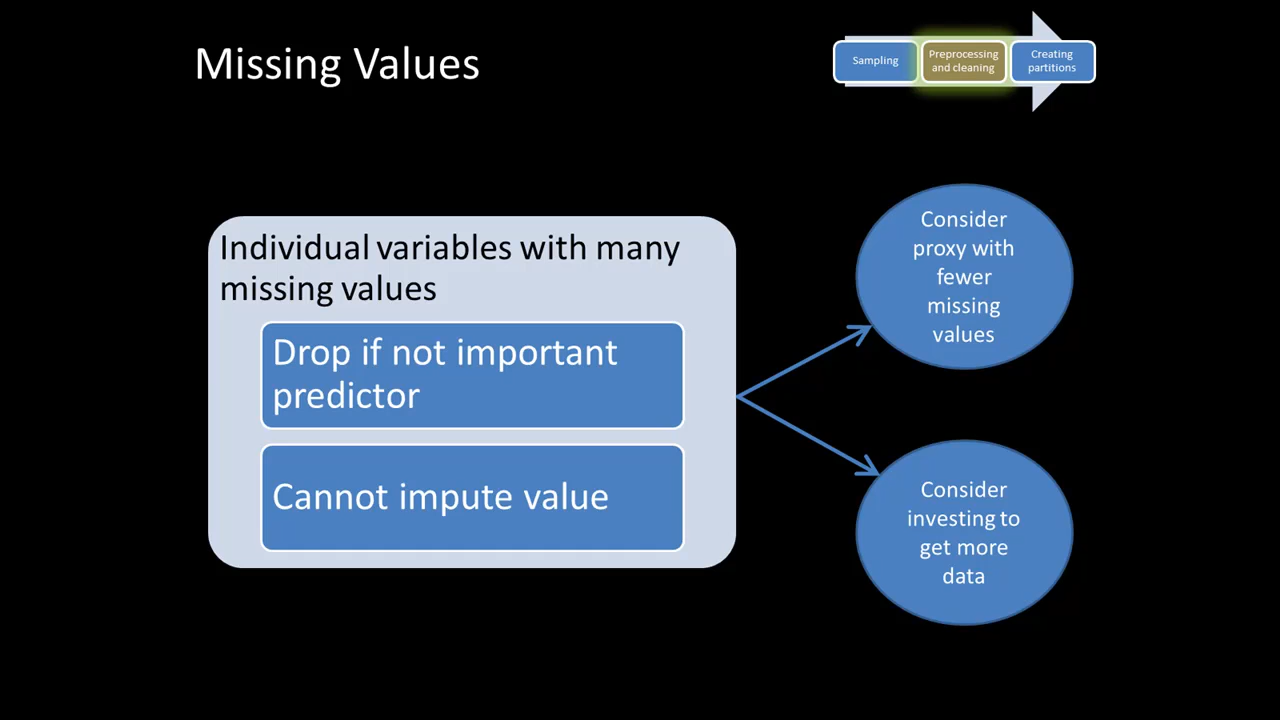 Missing Values
Sampling
Preprocessing
and cleaning
Creating
partitions
Individual variables with many
missing values
Drop if not important
predictor
Cannot impute value
Consider
proxy with
fewer
missing
values
Consider
investing to
get more
data